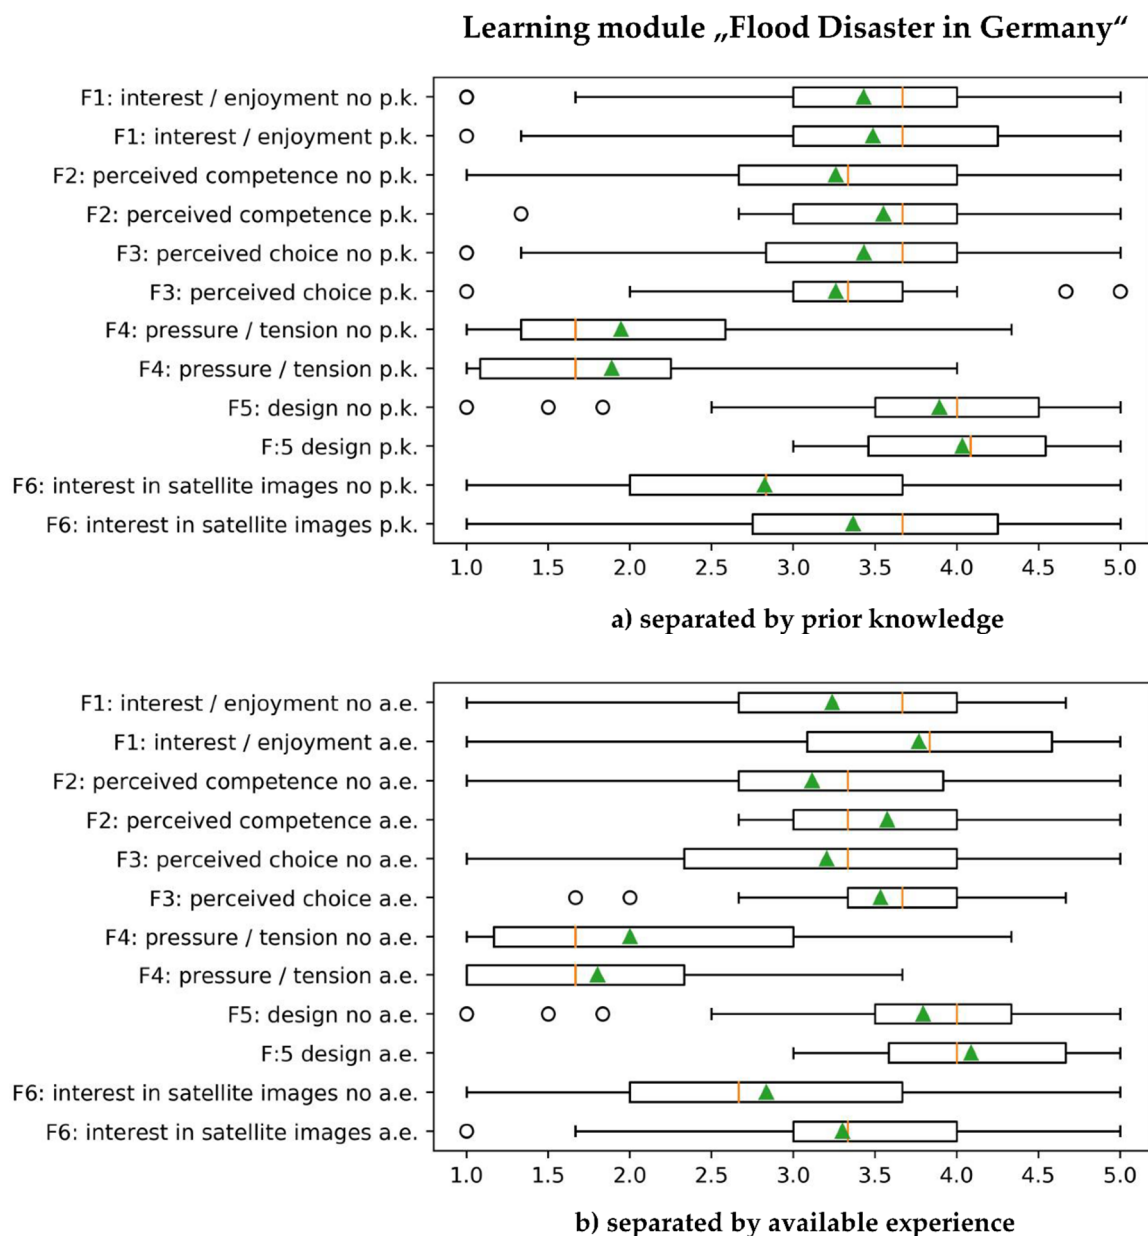 Learning module „Flood Disaster in Germany“
F1: interest / enjoyment no p.k.
F1: interest / enjoyment p.k.
F2: perceived competence no p.k.
F2: perceived competence p.k.
F3: perceived choice no p.k.
F3: perceived choice p.k.
F4: pressure / tension no p.k.
F4: pressure / tension p.k.
F5: design no p.k.
F:5 design p.k.
F6: interest in satellite images no p.k.
F6: interest in satellite images p.k.
1.0 1.5 2.0 2.5 3.0 3.5 4.0 4.5 5.0
a) separated by prior knowledge
F1: interest / enjoyment no a.e.
F1: interest / enjoyment a.e.
F2: perceived competence no a.e.
F2: perceived competence a.e.
F3: perceived choice no a.e.
F3: perceived choice a.e.
F4: pressure / tension no a.e.
F4: pressure / tension a.e.
F5: design no a.e.
F:5 design a.e.
F6: interest in satellite images no a.e.
F6: interest in satellite images a.e.
1.0 1.5 2.0 2.5 3.0 3.5 4.0 4.5 5.0
b) separated by available experience